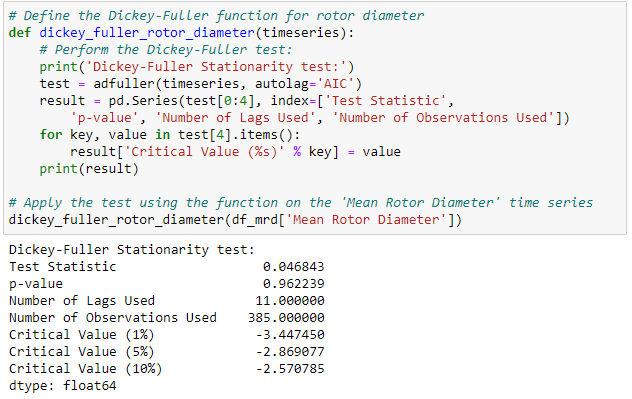 # Define the Dickey-Fuller function for rotor diameter
def dickey_fuller_rotor_diameter(timeseries):
    # Perform the Dickey-Fuller test:
    print('Dickey-Fuller Stationarity test:')
    test = adfuller(timeseries, autolag='AIC')
    result = pd.Series(test[0:4], index=['Test Statistic',
        'p-value', 'Number of Lags Used', 'Number of Observations Used'])
    for key, value in test[4].items():
        result['Critical Value (%s)' % key] = value
    print(result)

# Apply the test using the function on the 'Mean Rotor Diameter' time series
dickey_fuller_rotor_diameter(df_mrd['Mean Rotor Diameter'])
Dickey-Fuller Stationarity test:
Test Statistic                   0.046843
p-value                          0.962239
Number of Lags Used             11.000000
Number of Observations Used    385.000000
Critical Value (1%)             -3.447450
Critical Value (5%)             -2.869077
Critical Value (10%)            -2.570785
dtype: float64